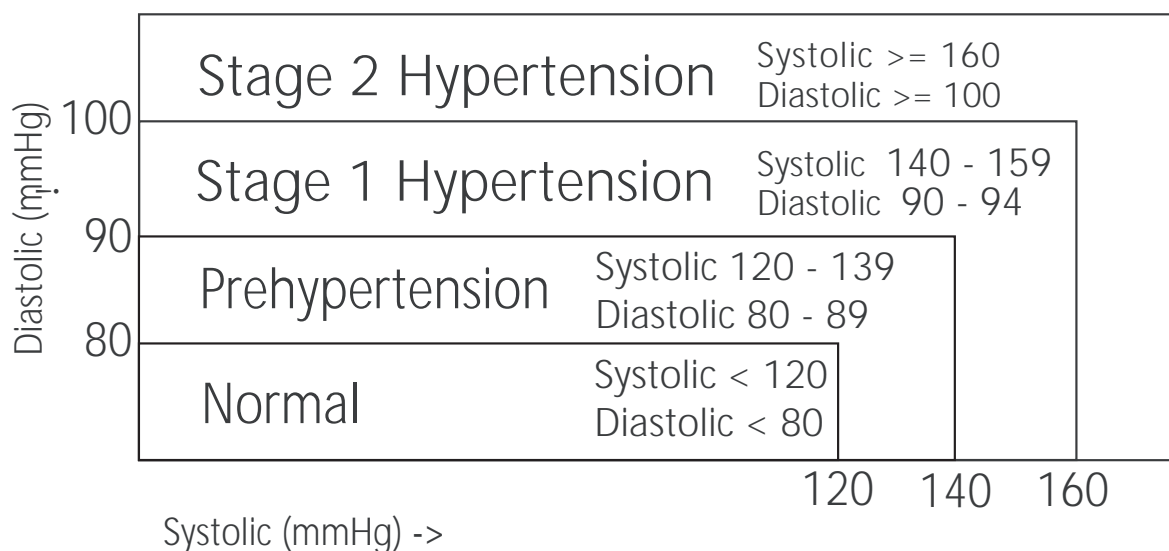 Stage 2 Hypertension
Systolic >= 160
Diastolic >= 100
100
Stage 1 Hypertension
Systolic 140 - 159
Diastolic 90 - 94
90
Prehypertension
Systolic 120 - 139
Diastolic 80 - 89
80
Normal
Systolic < 120
Diastolic < 80
Diastolic (mmHg)
120 140 160
Systolic (mmHg) ->